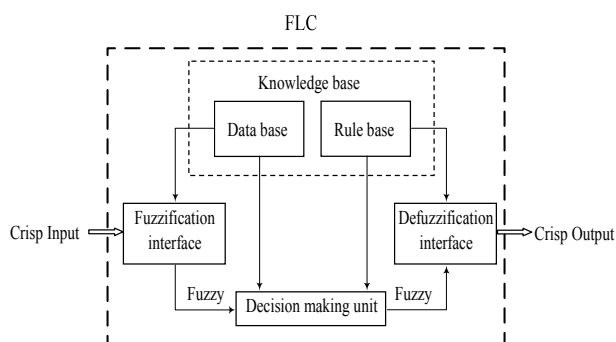 FLC
Knowledge base
Data base
Rule base
Fuzzification
interface
Defuzzification
interface
Crisp Input
Crisp Output
Fuzzy
Decision making unit
Fuzzy